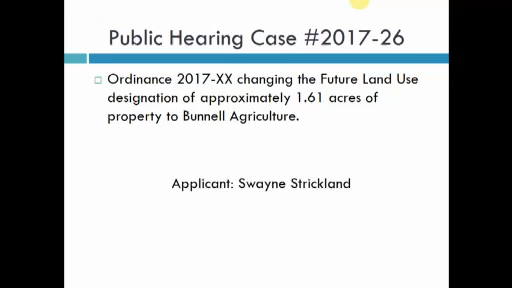 Public Hearing Case #2017-26
Ordinance 2017-XX changing the Future Land Use
designation of approximately 1.61 acres of
property to Bunnell Agriculture.
Applicant: Swayne Strickland